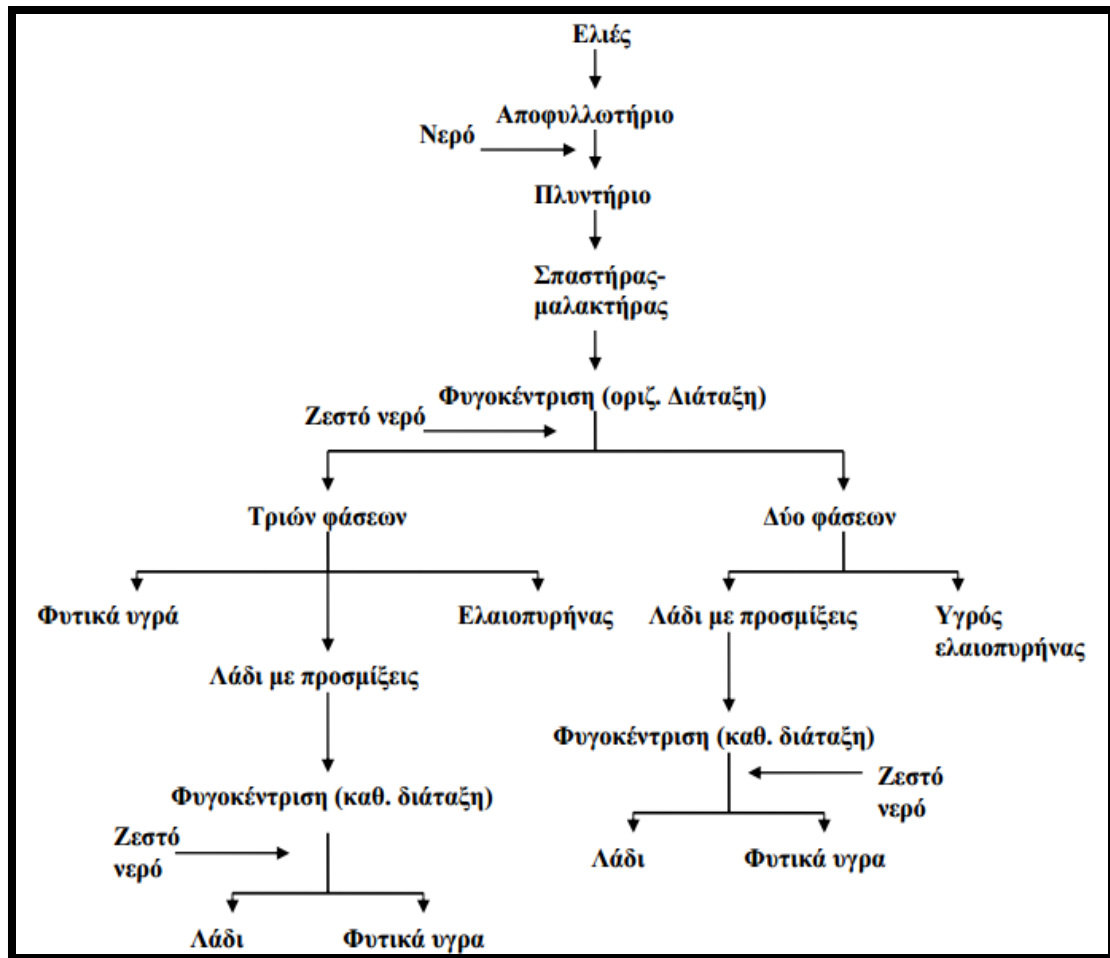 Ελιές
Αποφυλλωτήριο
Νερό
Πλυντήριο
Σπαστήρας-
μαλακτήρας
Φυγοκέντριση (οριζ. Διάταξη)
Ζεστό νερό
Τριών φάσεων
Δύο φάσεων
Φυτικά υγρά
Ελαιοπυρήνας
Λάδι με προσμίξεις
Υγρός
ελαιοπυρήνας
Λάδι με προσμίξεις
Φυγοκέντριση (καθ. διάταξη)
Ζεστό
νερό
Φυγοκέντριση (καθ. διάταξη)
Ζεστό
νερό
Λάδι
Φυτικά υγρα
Λάδι
Φυτικά υγρα